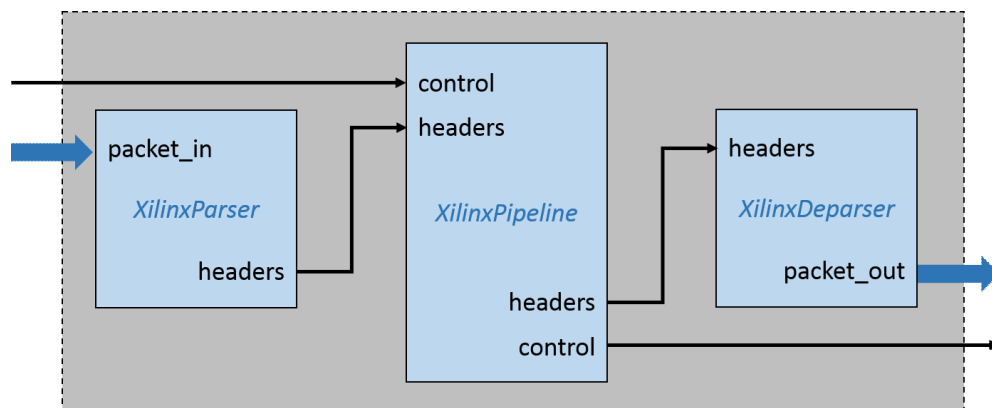 packet_in
XilinxParser
headers
control
headers
XilinxPipeline
headers
control
headers
XilinxDeparser
packet_out